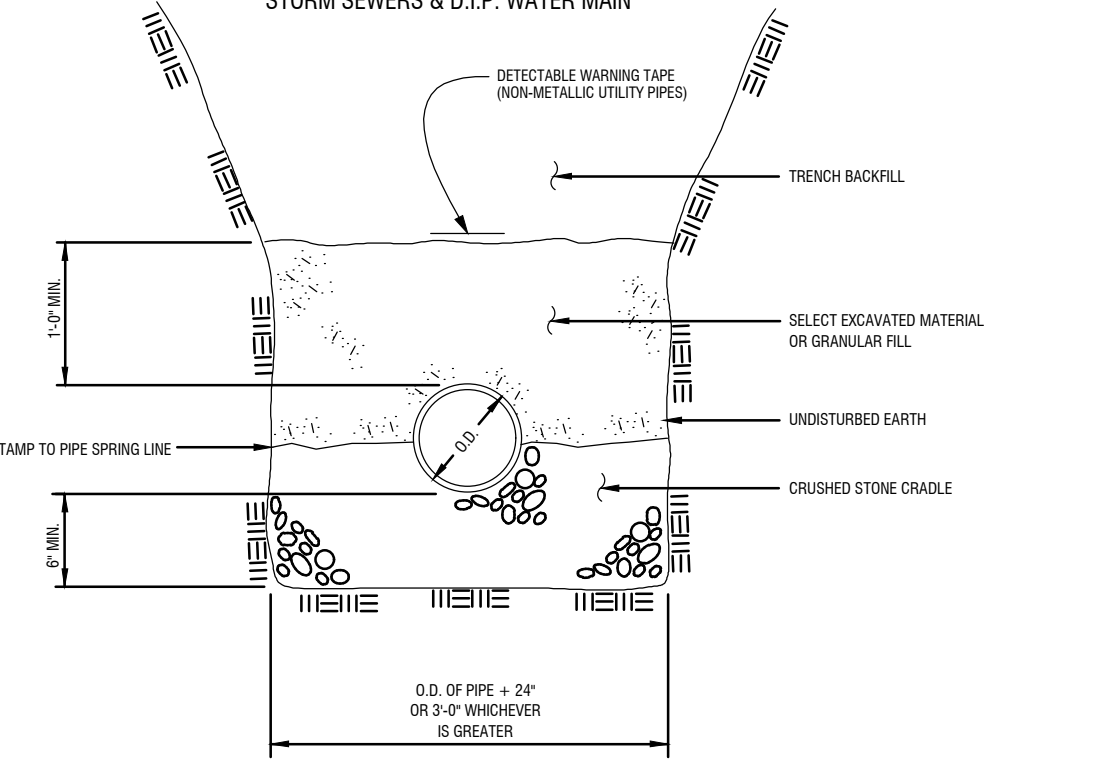 STORM SEWERS & D.I.P. WATER MAIN
DETECTABLE WARNING TAPE
(NON-METALLIC UTILITY PIPES)
TRENCH BACKFILL
1'-0" MIN.
SELECT EXCAVATED MATERIAL
OR GRANULAR FILL
UNDISTURBED EARTH
O.D.
TAMP TO PIPE SPRING LINE
CRUSHED STONE CRADLE
6" MIN.
O.D. OF PIPE + 24"
OR 3'-0" WHICHEVER
IS GREATER